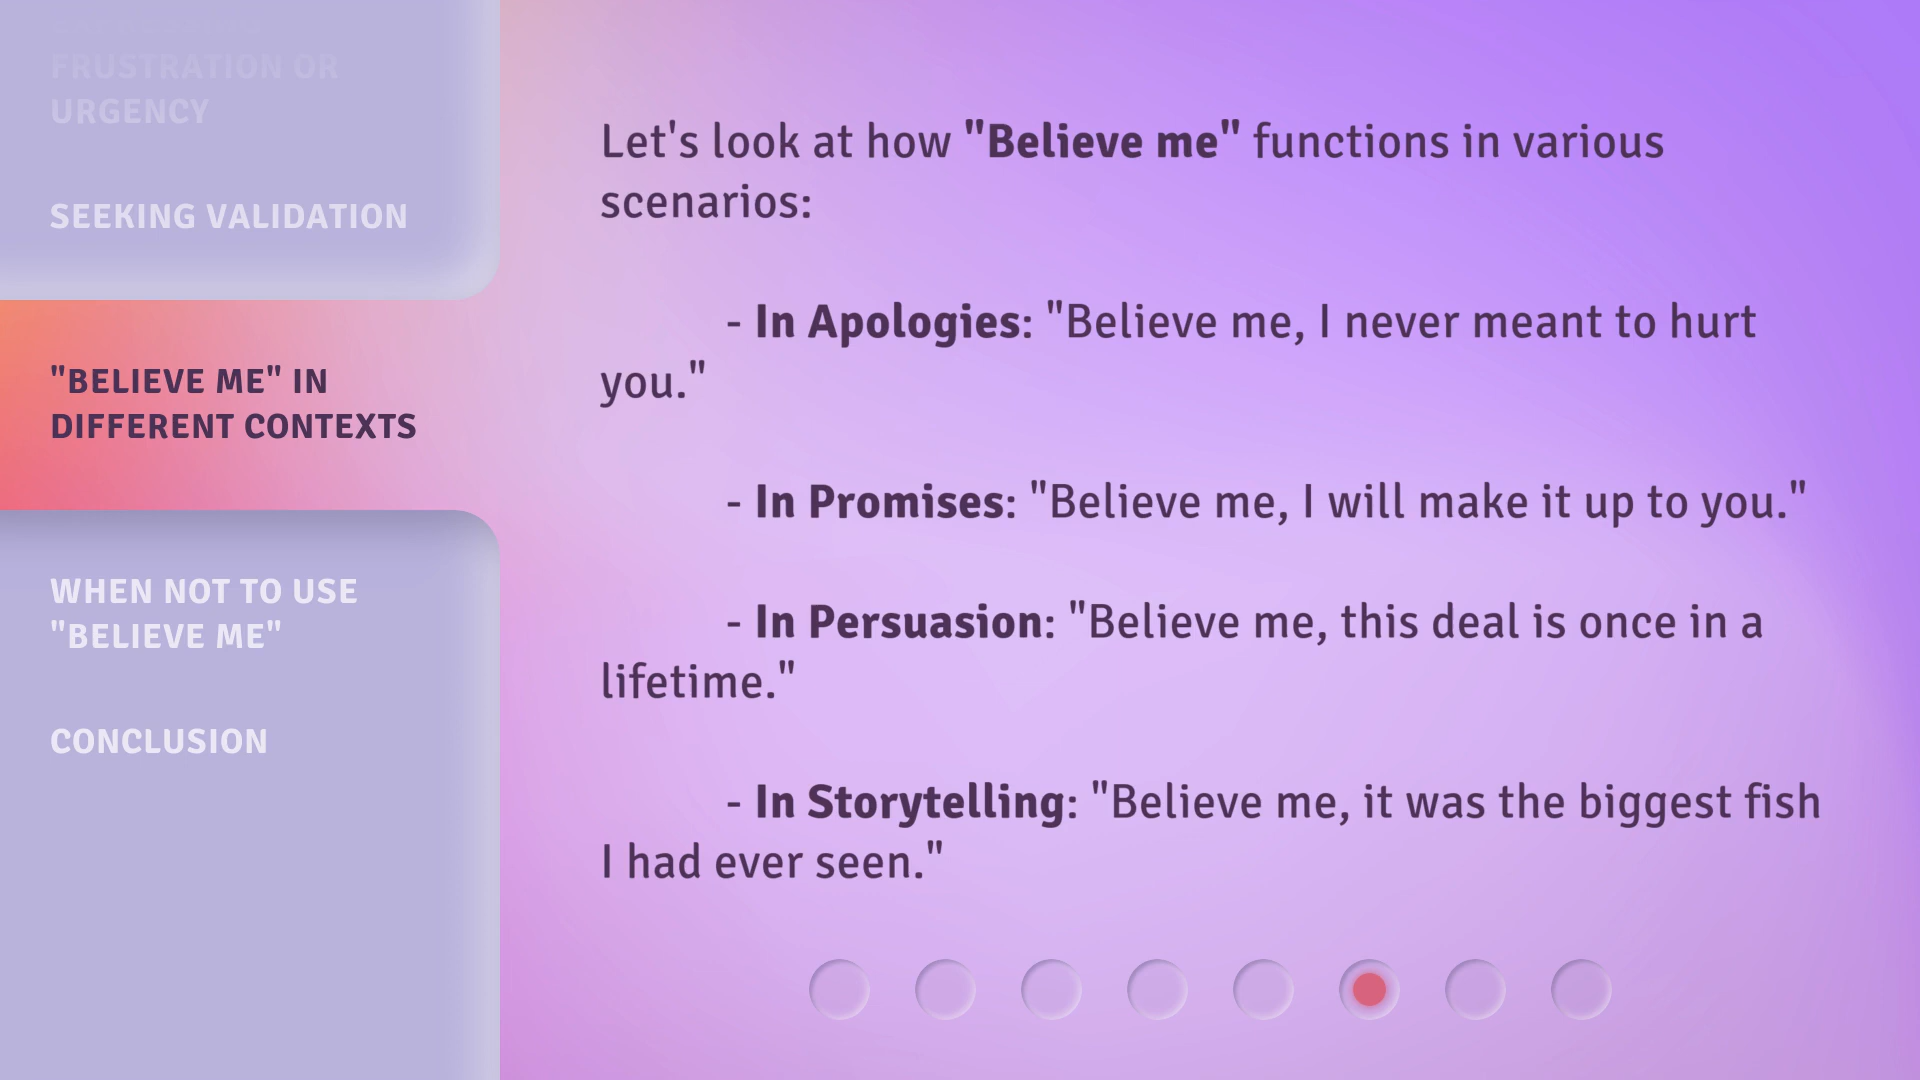 FRUSTRATION OR
URGENCY
SEEKING VALIDATION
"BELIEVE ME" IN
DIFFERENT CONTEXTS
WHEN NOT TO USE
"BELIEVE ME"
CONCLUSION
Let's look at how "Believe me" functions in various
scenarios:
- In Apologies: "Believe me, I never meant to hurt
you."
- In Promises: "Believe me, I will make it up to you."
- In Persuasion: "Believe me, this deal is once in a
lifetime."
- In Storytelling: "Believe me, it was the biggest fish
I had ever seen."